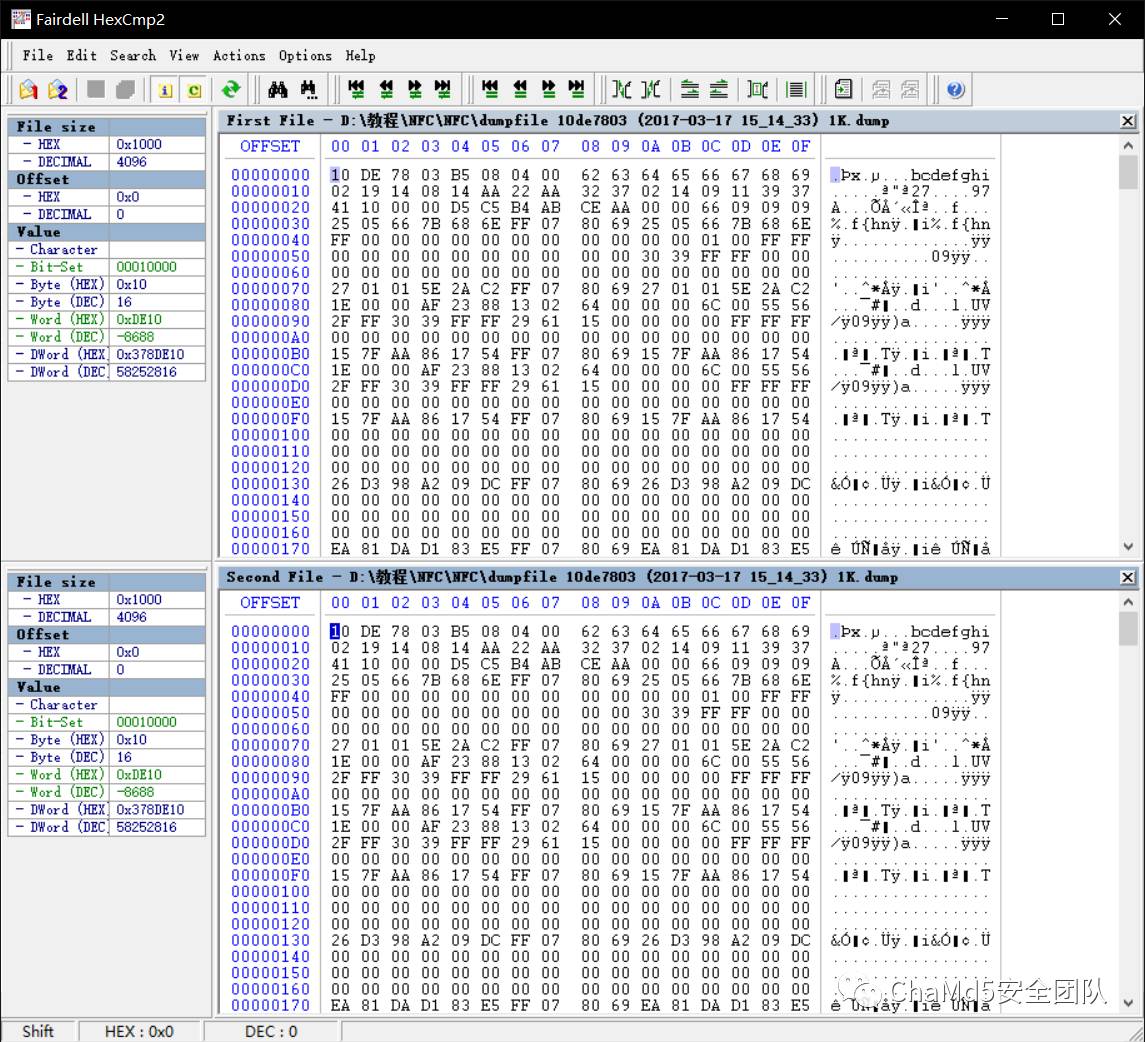 Fairdell HexCmp2
File Edit Search View Actions Options Help
File size
- HEX 0x1000
- DECIMAL 4096
Offset
- HEX 0x0
- DECIMAL 0
Value
- Character
- Bit-Set 00010000
- Byte (HEX) 0x10
- Byte (DEC) 16
- Word (HEX) 0xDE10
- Word (DEC) -8688
- DWord (HEX) 0x378DE10
- DWord (DEC) 58252816
First File - D:\教程\NFC\NFC\dumpfile 10de7803 (2017-03-17 15_14_33) 1K.dump
OFFSET 00 01 02 03 04 05 06 07 08 09 0A 0B 0C 0D 0E 0F
00000000 10 DE 78 03 B5 08 04 00 62 63 64 65 66 67 68 69 .Þx.µ...bcdefghi
00000010 02 19 14 08 14 AA 22 AA 32 37 02 14 09 11 39 37 .....ª"ª27....97
00000020 41 10 00 00 D5 C5 B4 AB CE AA 00 00 66 09 09 09
00000030 25 05 66 7B 68 6E FF 07 80 69 25 05 66 7B 68 6E
00000040 FF 00 00 00 00 00 00 00 00 00 00 00 01 00 FF FF ÿ.............ÿÿ
00000050 00 00 00 00 00 00 00 00 00 00 30 39 FF FF 00 00 ..........09ÿÿ..
00000060 00 00 00 00 00 00 00 00 00 00 00 00 00 00 00 00 ................
00000070 27 01 01 5E 2A C2 FF 07 80 69 27 01 01 5E 2A C2
00000080 1E 00 00 AF 23 88 13 02 64 00 00 00 6C 00 55 56
00000090 2F FF 30 39 FF FF 29 61 15 00 00 00 00 FF FF FF /ÿ09ÿÿ)a.....ÿÿÿ
000000A0 00 00 00 00 00 00 00 00 00 00 00 00 00 00 00 00 ................
000000B0 15 7F AA 86 17 54 FF 07 80 69 15 7F AA 86 17 54
000000C0 1E 00 00 AF 23 88 13 02 64 00 00 00 6C 00 55 56
000000D0 2F FF 30 39 FF FF 29 61 15 00 00 00 00 FF FF FF /ÿ09ÿÿ)a.....ÿÿÿ
000000E0 00 00 00 00 00 00 00 00 00 00 00 00 00 00 00 00 ................
000000F0 15 7F AA 86 17 54 FF 07 80 69 15 7F AA 86 17 54
00000100 00 00 00 00 00 00 00 00 00 00 00 00 00 00 00 00 ................
00000110 00 00 00 00 00 00 00 00 00 00 00 00 00 00 00 00 ................
00000120 00 00 00 00 00 00 00 00 00 00 00 00 00 00 00 00 ................
00000130 26 D3 98 A2 09 DC FF 07 80 69 26 D3 98 A2 09 DC
00000140 00 00 00 00 00 00 00 00 00 00 00 00 00 00 00 00 ................
00000150 00 00 00 00 00 00 00 00 00 00 00 00 00 00 00 00 ................
00000160 00 00 00 00 00 00 00 00 00 00 00 00 00 00 00 00 ................
00000170 EA 81 DA D1 83 E5 FF 07 80 69 EA 81 DA D1 83 E5
File size
- HEX 0x1000
- DECIMAL 4096
Offset
- HEX 0x0
- DECIMAL 0
Value
- Character
- Bit-Set 00010000
- Byte (HEX) 0x10
- Byte (DEC) 16
- Word (HEX) 0xDE10
- Word (DEC) -8688
- DWord (HEX) 0x378DE10
- DWord (DEC) 58252816
Second File - D:\教程\NFC\NFC\dumpfile 10de7803 (2017-03-17 15_14_33) 1K.dump
OFFSET 00 01 02 03 04 05 06 07 08 09 0A 0B 0C 0D 0E 0F
00000000 10 DE 78 03 B5 08 04 00 62 63 64 65 66 67 68 69 .Þx.µ...bcdefghi
00000010 02 19 14 08 14 AA 22 AA 32 37 02 14 09 11 39 37 .....ª"ª27....97
00000020 41 10 00 00 D5 C5 B4 AB CE AA 00 00 66 09 09 09
00000030 25 05 66 7B 68 6E FF 07 80 69 25 05 66 7B 68 6E
00000040 FF 00 00 00 00 00 00 00 00 00 00 00 01 00 FF FF ÿ.............ÿÿ
00000050 00 00 00 00 00 00 00 00 00 00 30 39 FF FF 00 00 ..........09ÿÿ..
00000060 00 00 00 00 00 00 00 00 00 00 00 00 00 00 00 00 ................
00000070 27 01 01 5E 2A C2 FF 07 80 69 27 01 01 5E 2A C2
00000080 1E 00 00 AF 23 88 13 02 64 00 00 00 6C 00 55 56
00000090 2F FF 30 39 FF FF 29 61 15 00 00 00 00 FF FF FF /ÿ09ÿÿ)a.....ÿÿÿ
000000A0 00 00 00 00 00 00 00 00 00 00 00 00 00 00 00 00 ................
000000B0 15 7F AA 86 17 54 FF 07 80 69 15 7F AA 86 17 54
000000C0 1E 00 00 AF 23 88 13 02 64 00 00 00 6C 00 55 56
000000D0 2F FF 30 39 FF FF 29 61 15 00 00 00 00 FF FF FF /ÿ09ÿÿ)a.....ÿÿÿ
000000E0 00 00 00 00 00 00 00 00 00 00 00 00 00 00 00 00 ................
000000F0 15 7F AA 86 17 54 FF 07 80 69 15 7F AA 86 17 54
00000100 00 00 00 00 00 00 00 00 00 00 00 00 00 00 00 00 ................
00000110 00 00 00 00 00 00 00 00 00 00 00 00 00 00 00 00 ................
00000120 00 00 00 00 00 00 00 00 00 00 00 00 00 00 00 00 ................
00000130 26 D3 98 A2 09 DC FF 07 80 69 26 D3 98 A2 09 DC
00000140 00 00 00 00 00 00 00 00 00 00 00 00 00 00 00 00 ................
00000150 00 00 00 00 00 00 00 00 00 00 00 00 00 00 00 00 ................
00000160 00 00 00 00 00 00 00 00 00 00 00 00 00 00 00 00
00000170 EA 81 DA D1 83 E5 FF 07 80 69 EA 81 DA D1 83 E5
ChaMd5安全团队
Shift HEX : 0x0 DEC : 0